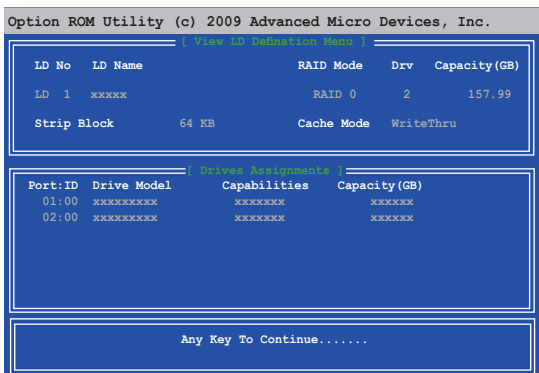 Option ROM Utility (c) 2009 Advanced Micro Devices, Inc.
[ View LD Defination Menu ]
LD No LD Name RAID Mode Drv Capacity(GB)
LD 1 xxxxx RAID 0 2 157.99
Strip Block 64 KB Cache Mode WriteThru
[ Drives Assignments ]
Port:ID Drive Model Capabilities Capacity(GB)
01:00 xxxxxxxxx xxxxxxx xxxxxx
02:00 xxxxxxxxx xxxxxxx xxxxxx
Any Key To Continue.......